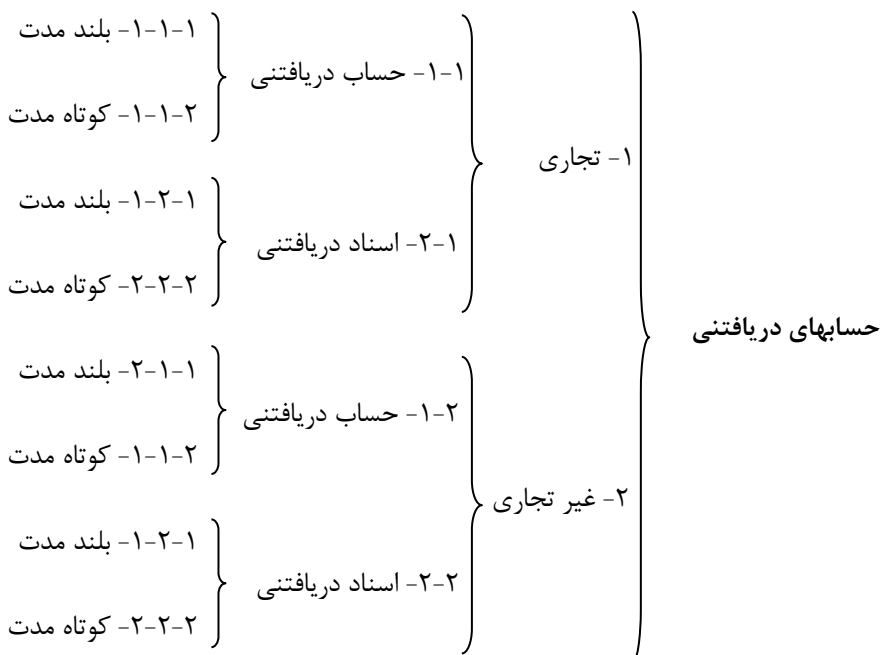 حسابهای دریافتنی
۱- تجاری
۱-۱- حساب دریافتنی
۱-۱-۱- بلند مدت
۲-۱-۱- کوتاه مدت
۱-۲- اسناد دریافتنی
۱-۲-۱- بلند مدت
۲-۲-۲- کوتاه مدت
۲- غیر تجاری
۲-۱- حساب دریافتنی
۱-۱-۲- بلند مدت
۲-۱-۱- کوتاه مدت
۲-۲- اسناد دریافتنی
۱-۲-۱- بلند مدت
۲-۲-۲- کوتاه مدت